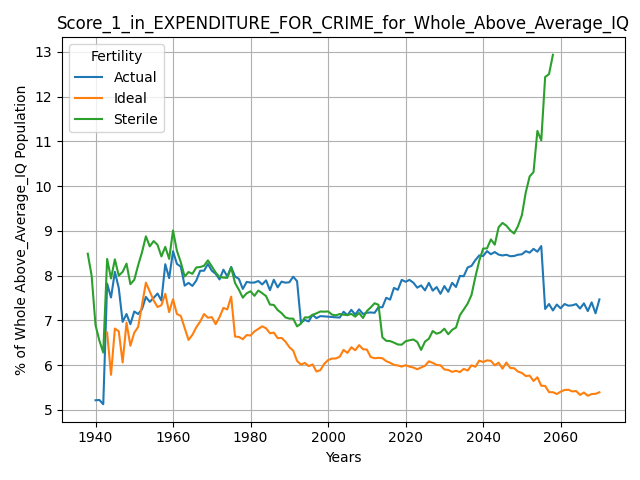 Score_1_in_EXPENDITURE_FOR_CRIME_for_Whole_Above_Average_IQ
% of Whole Above_Average_IQ Population
13
12
11
10
9
8
7
6
5
Fertility
Actual
Ideal
Sterile
1940 1960 1980 2000 2020 2040 2060
Years